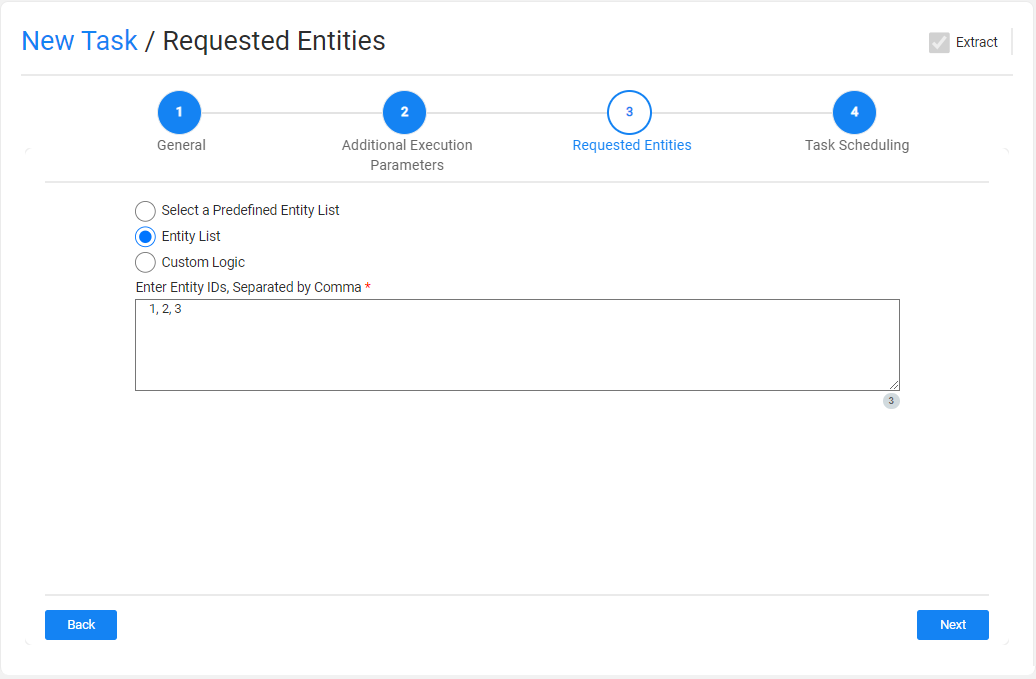 New Task / Requested Entities
Extract
1
2
3
4
General
Additional Execution
Parameters
Requested Entities
Task Scheduling
Select a Predefined Entity List
Entity List
Custom Logic
Enter Entity IDs, Separated by Comma *
1, 2, 3
3
Back
Next